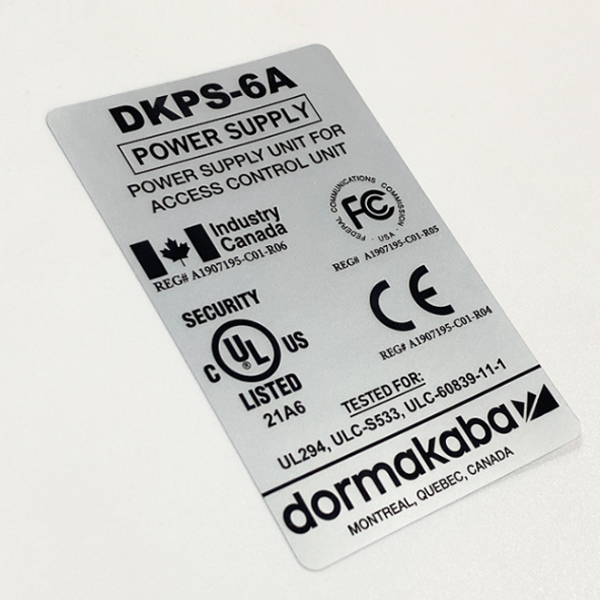 DKPS-6A
POWER SUPPLY
POWER SUPPLY UNIT FOR
ACCESS CONTROL UNIT
Industry
Canada
REG# A1907195-C01-R06
FEDERAL COMMUNICATIONS COMMISSION
FC
· USA ·
REG# A1907195-C01-R05
CE
REG# A1907195-C01-R04
SECURITY
C UL US
®
LISTED
21A6
TESTED FOR:
UL294, ULC-S533, ULC-60839-11-1
dormakaba
MONTREAL, QUEBEC, CANADA